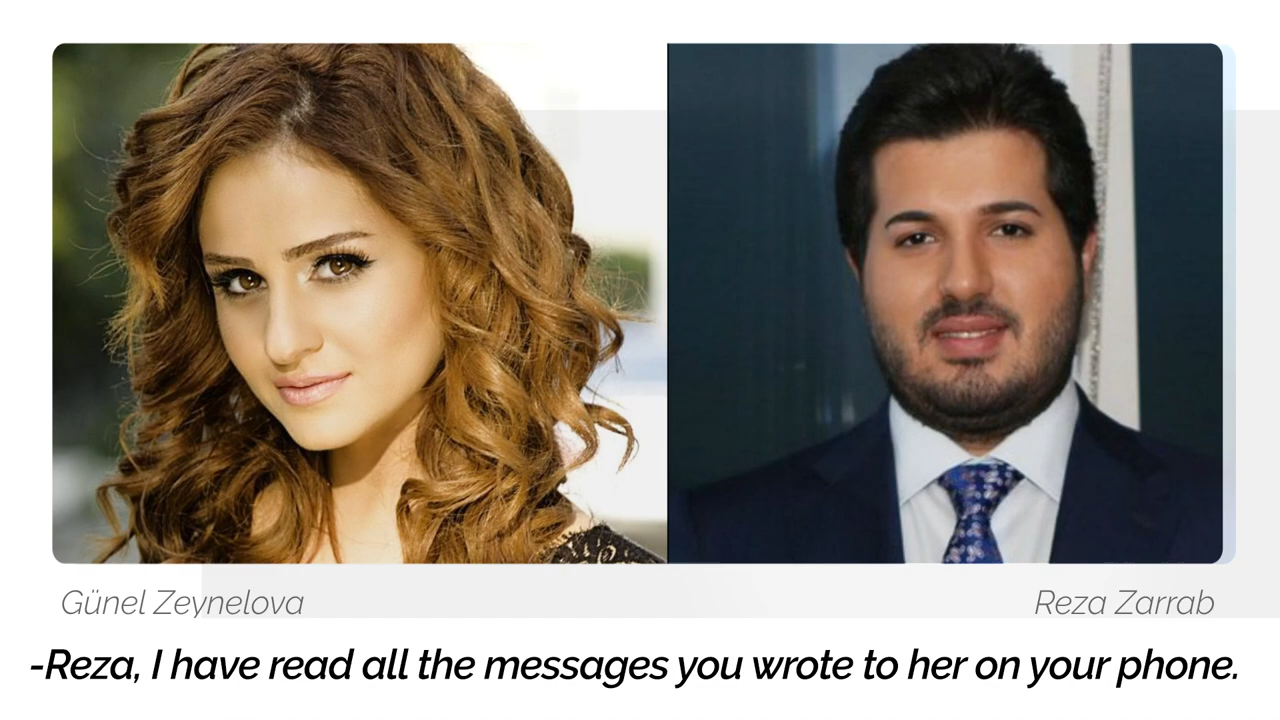 Günel Zeynelova
Reza Zarrab
-Reza, I have read all the messages you wrote to her on your phone.